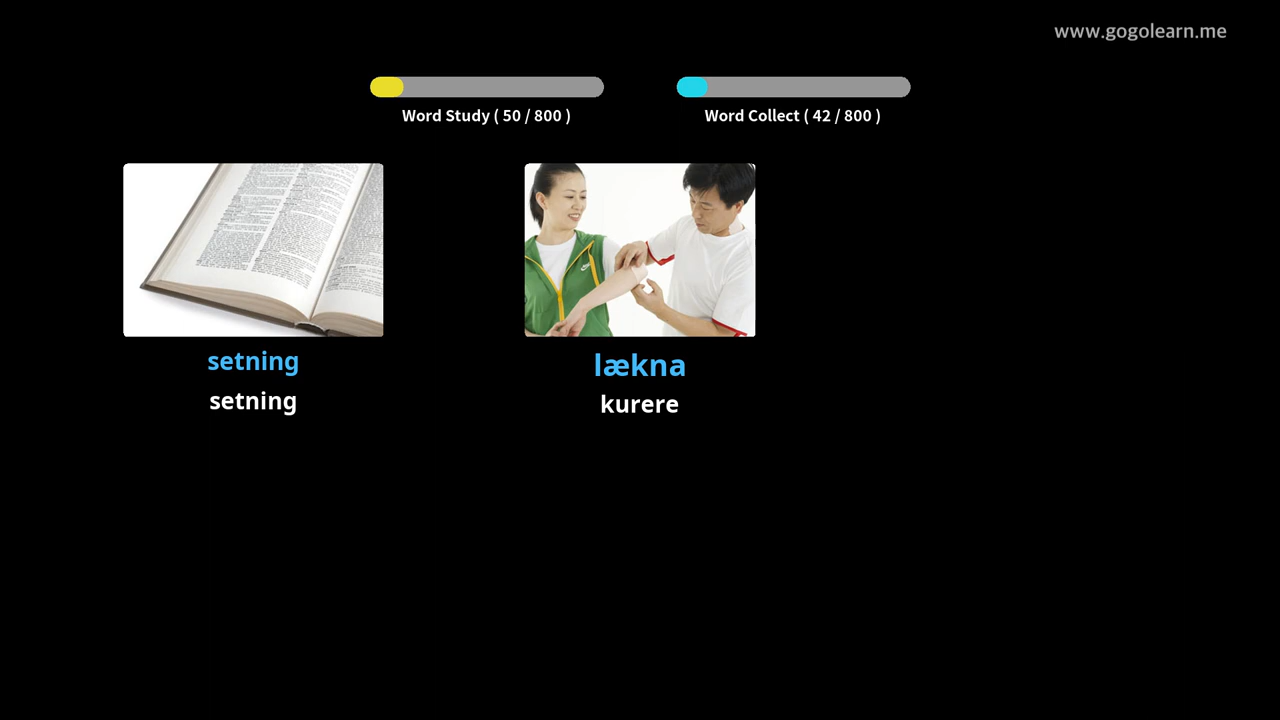 www.gogolearn.me
Word Study ( 50 / 800 )
Word Collect ( 42 / 800 )
setning
setning
lækna
kurere